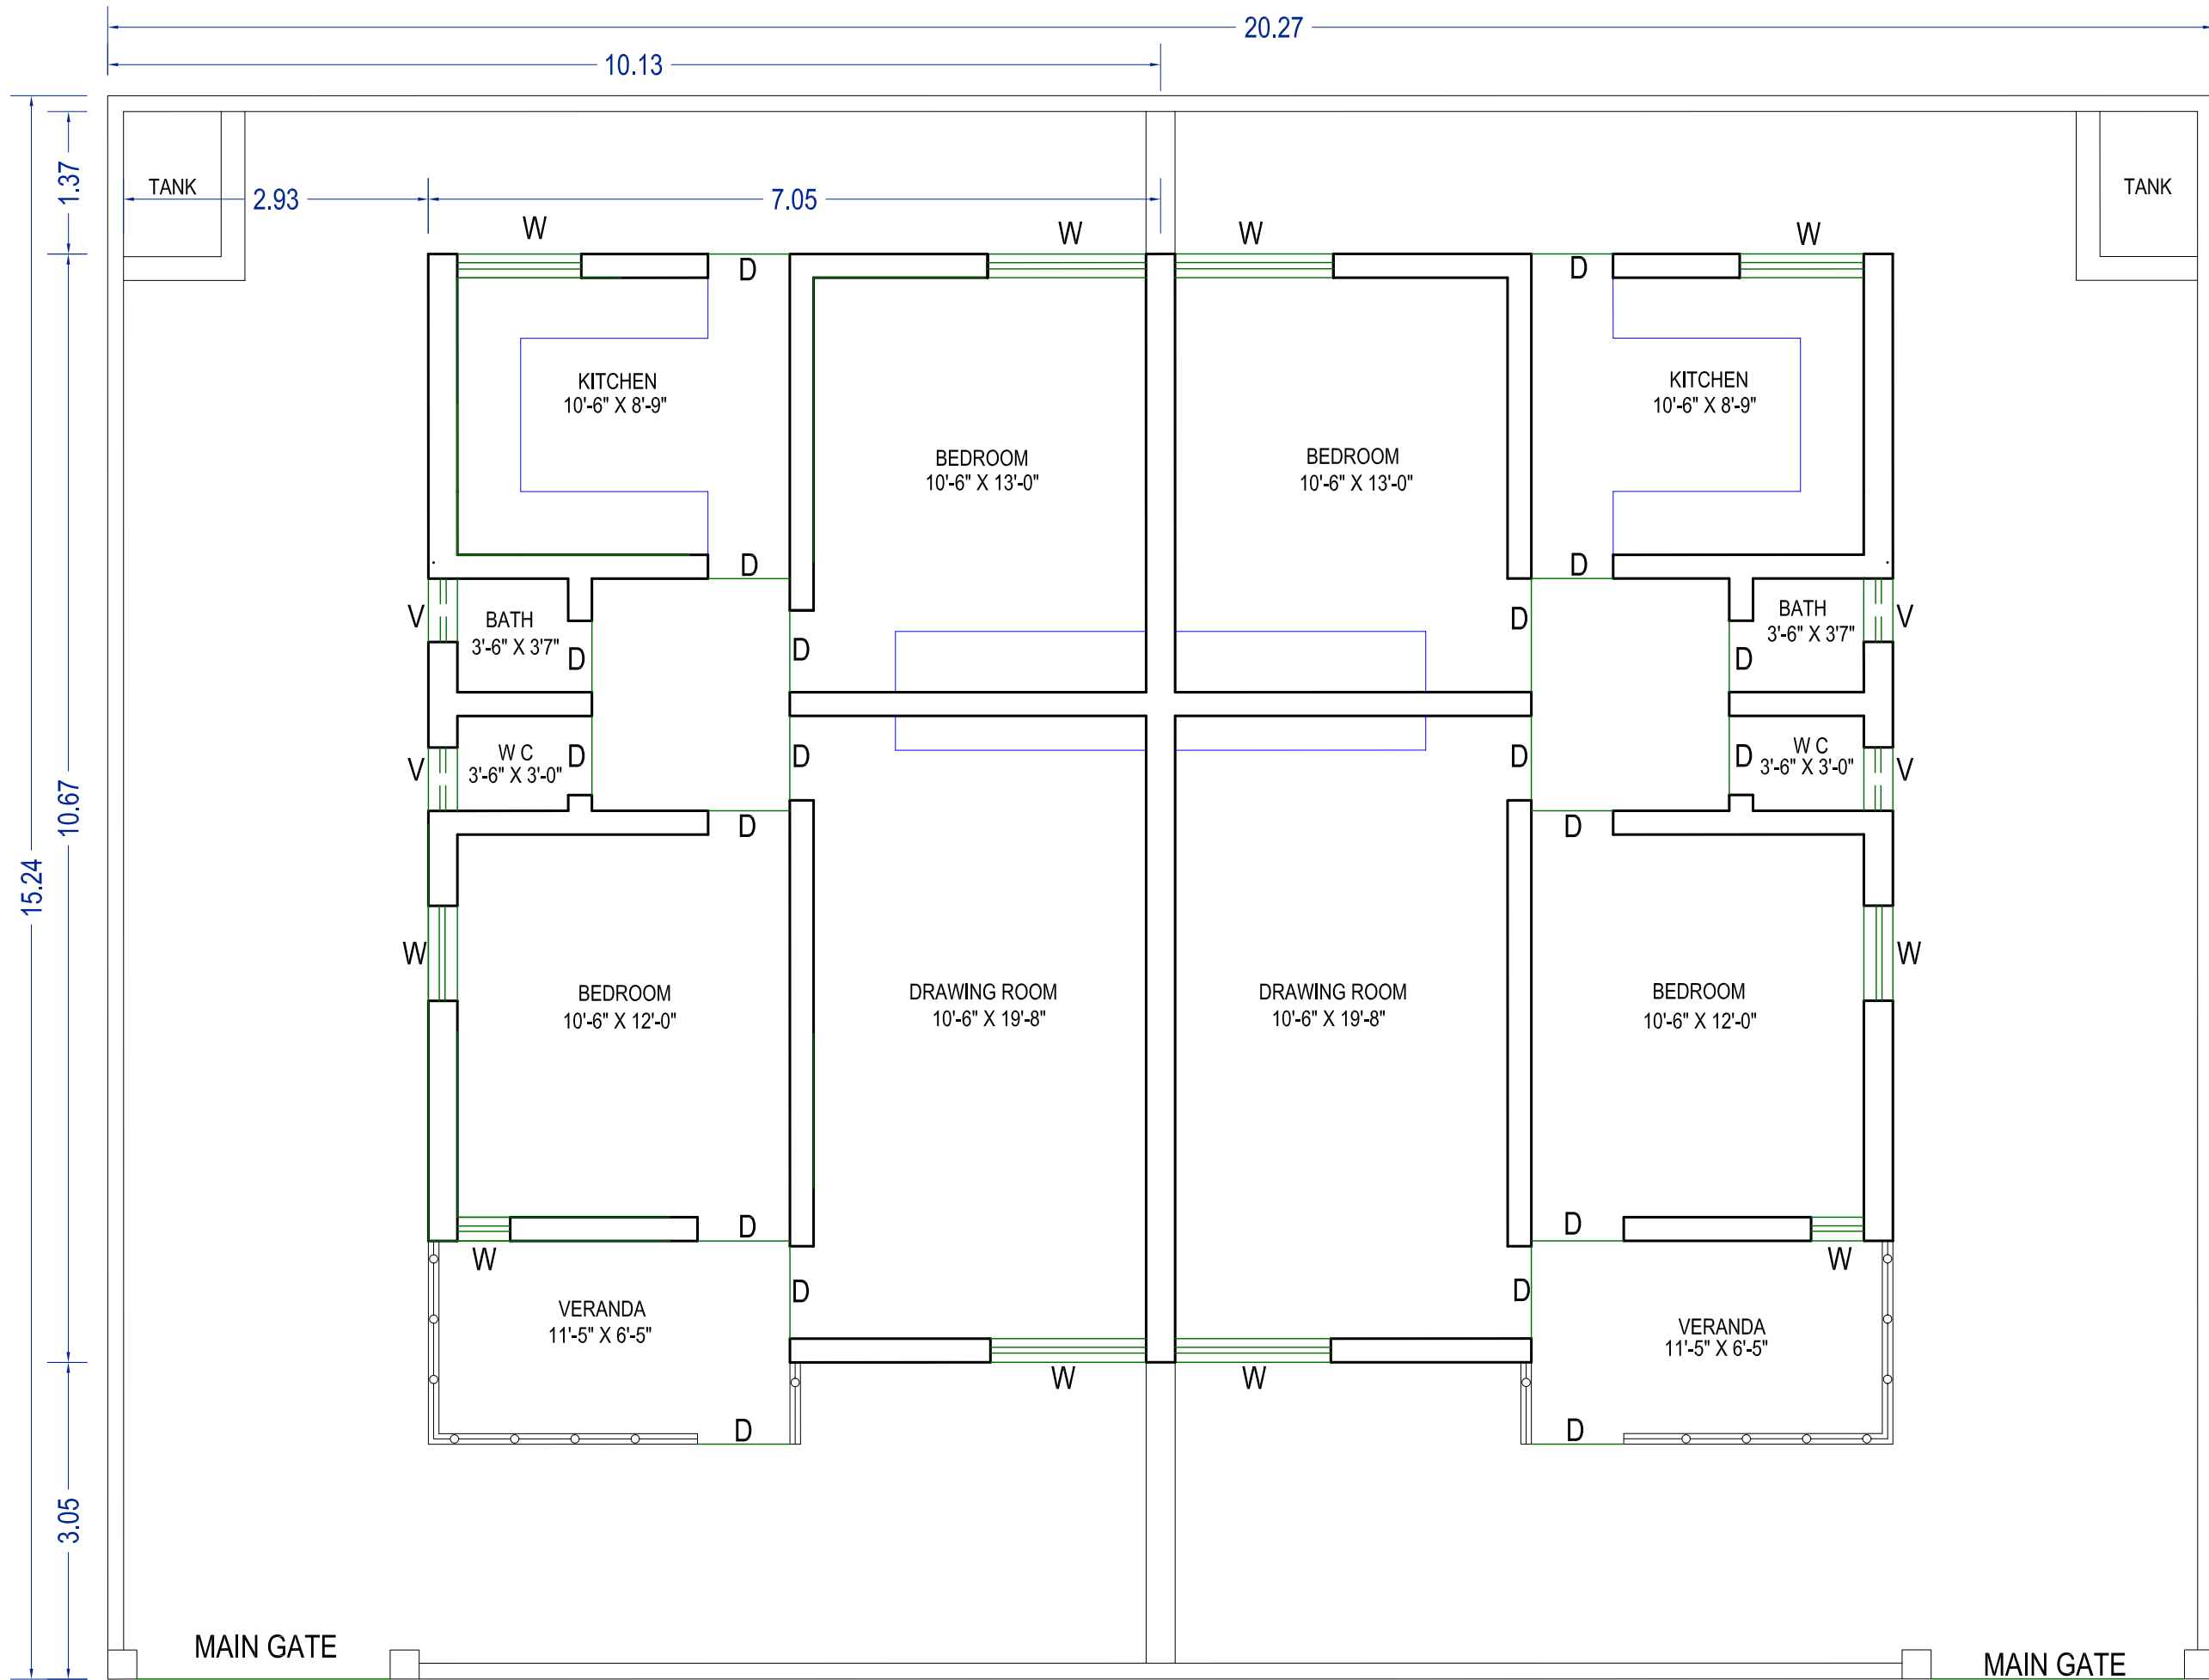 20.27
10.13
TANK
TANK
1.37
2.93
7.05
W
W
W
W
D
D
KITCHEN
10'-6" X 8'-9"
KITCHEN
10'-6" X 8'-9"
BEDROOM
10'-6" X 13'-0"
BEDROOM
10'-6" X 13'-0"
D
D
V
BATH
3'-6" X 3'7"
D
D
D
D
BATH
3'-6" X 3'7"
V
V
W C
3'-6" X 3'-0"
D
D
D
D
W C
3'-6" X 3'-0"
V
10.67
15.24
D
D
W
W
BEDROOM
10'-6" X 12'-0"
DRAWING ROOM
10'-6" X 19'-8"
DRAWING ROOM
10'-6" X 19'-8"
BEDROOM
10'-6" X 12'-0"
D
D
W
W
D
D
VERANDA
11'-5" X 6'-5"
VERANDA
11'-5" X 6'-5"
W
W
D
D
3.05
MAIN GATE
MAIN GATE